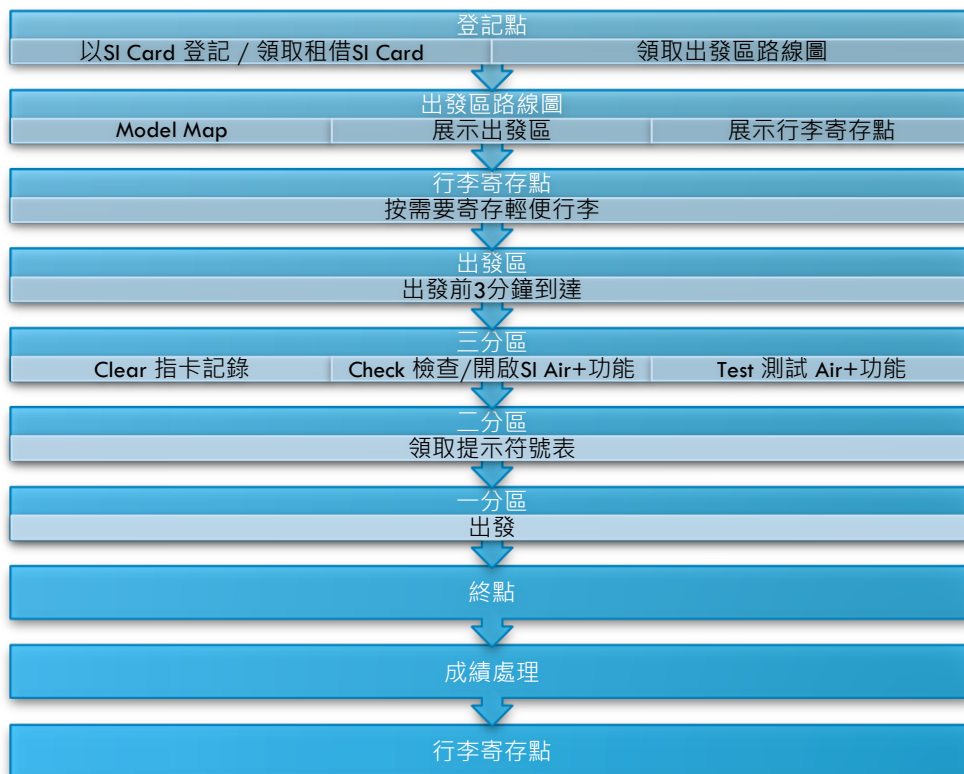 登記點
以SI Card 登記 / 領取租借SI Card
領取出發區路線圖
出發區路線圖
Model Map
展示出發區
展示行李寄存點
行李寄存點
按需要寄存輕便行李
出發區
出發前3分鐘到達
三分區
Clear 指卡記錄
Check 檢查/開啟SI Air+功能
Test 測試 Air+功能
二分區
領取提示符號表
一分區
出發
終點
成績處理
行李寄存點